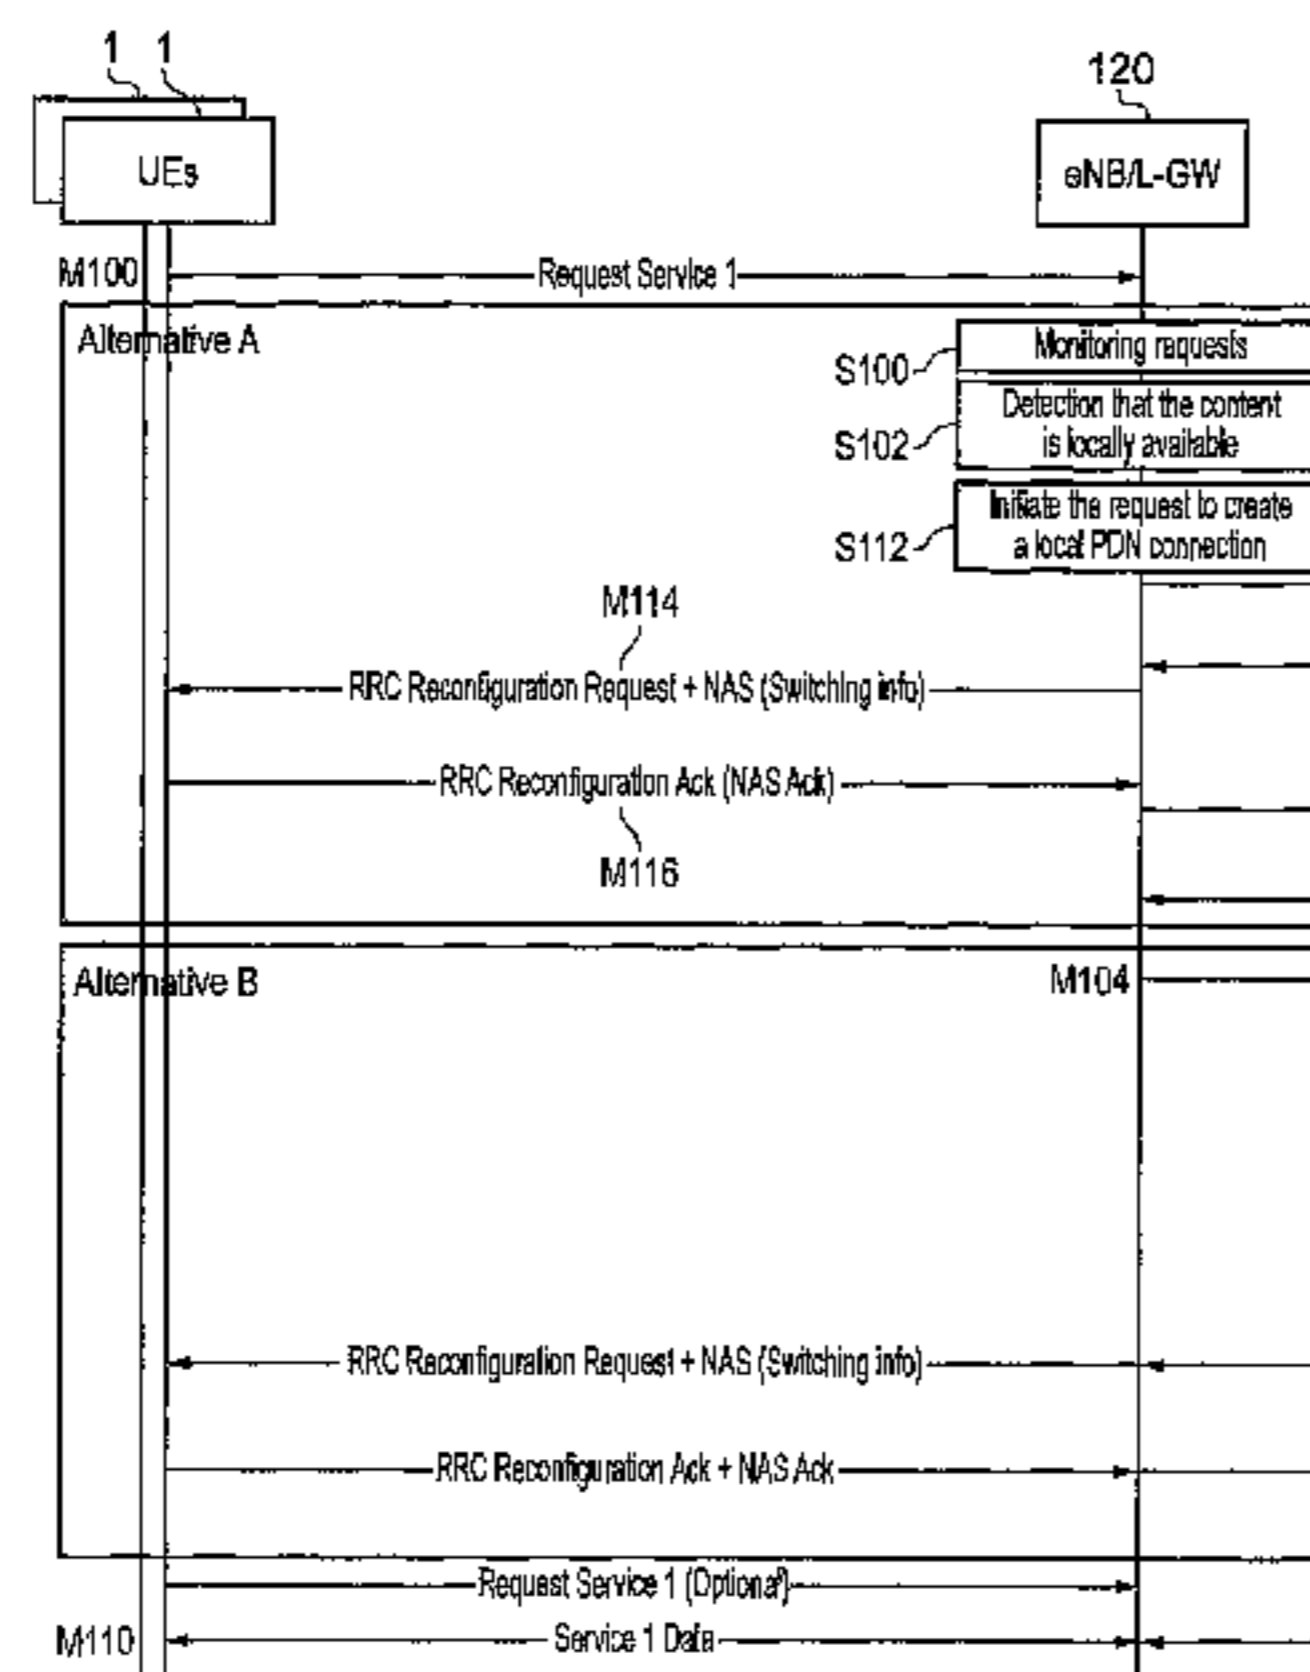 1 1
120
UEs
eNB/L-GW
M100
Request Service 1
Alternative A
Monitoring requests
S100
Detection that the content
is locally available
S102
Initiate the request to create
a local PDN connection
S112
M114
RRC Reconfiguration Request + NAS (Switching info)
RRC Reconfiguration Ack (NAS Ack)
M116
Alternative B
M104
RRC Reconfiguration Request + NAS (Switching info)
RRC Reconfiguration Ack + NAS Ack
Request Service 1 (Optional)
M110
Service 1 Data